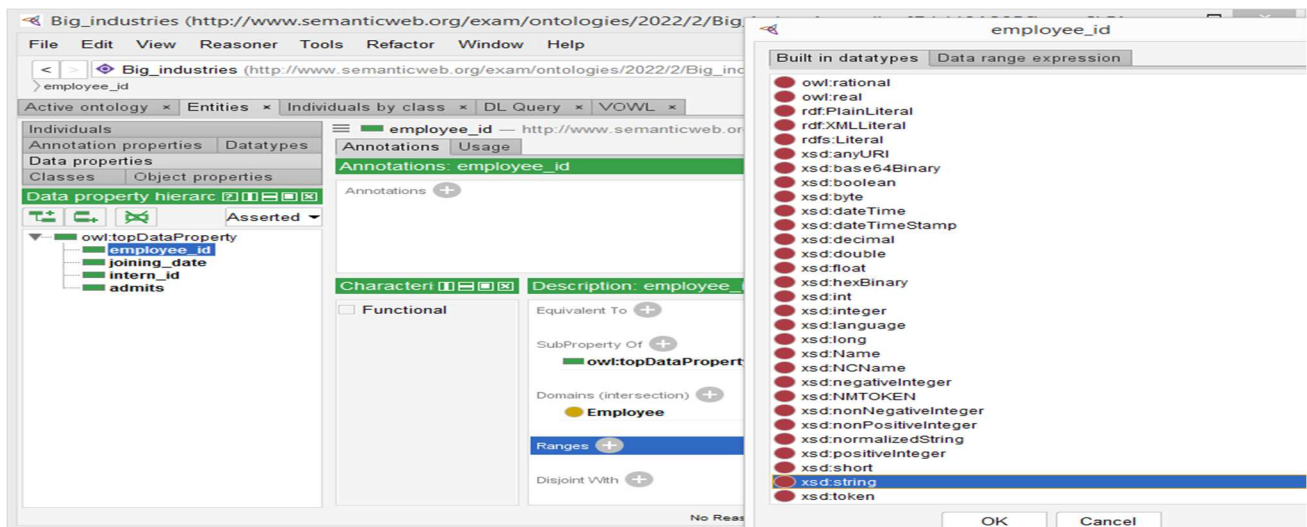 Big_industries (http://www.semanticweb.org/exam/ontologies/2022/2/Big_
File Edit View Reasoner Tools Refactor Window Help
< > Big_industries (http://www.semanticweb.org/exam/ontologies/2022/2/Big_inc
employee_id
Active ontology × Entities × Individuals by class × DL Query × VOWL ×
Individuals
Annotation properties Datatypes
Data properties
Classes Object properties
Data property hierarc
Asserted
owl:topDataProperty
employee_id
joining_date
intern_id
admits
employee_id — http://www.semanticweb.or
Annotations Usage
Annotations: employee_id
Annotations
Characteri
Functional
Description: employee_
Equivalent To
SubProperty Of
owl:topDataPropert
Domains (intersection)
Employee
Ranges
Disjoint With
No Reas
employee_id
Built in datatypes Data range expression
owl:rational
owl:real
rdf:PlainLiteral
rdf:XMLLiteral
rdfs:Literal
xsd:anyURI
xsd:base64Binary
xsd:boolean
xsd:byte
xsd:dateTime
xsd:dateTimeStamp
xsd:decimal
xsd:double
xsd:float
xsd:hexBinary
xsd:int
xsd:integer
xsd:language
xsd:long
xsd:Name
xsd:NCName
xsd:negativeInteger
xsd:NMTOKEN
xsd:nonNegativeInteger
xsd:nonPositiveInteger
xsd:normalizedString
xsd:positiveInteger
xsd:short
xsd:string
xsd:token
OK Cancel